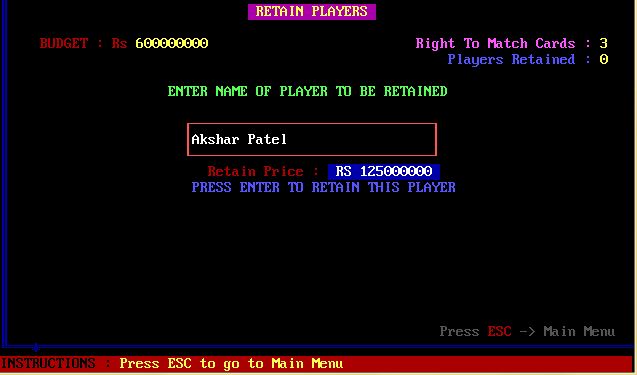 RETAIN PLAYERS
BUDGET : Rs 600000000
Right To Match Cards : 3
Players Retained : 0
ENTER NAME OF PLAYER TO BE RETAINED
Akshar Patel
Retain Price : RS 125000000
PRESS ENTER TO RETAIN THIS PLAYER
Press ESC -> Main Menu
INSTRUCTIONS : Press ESC to go to Main Menu